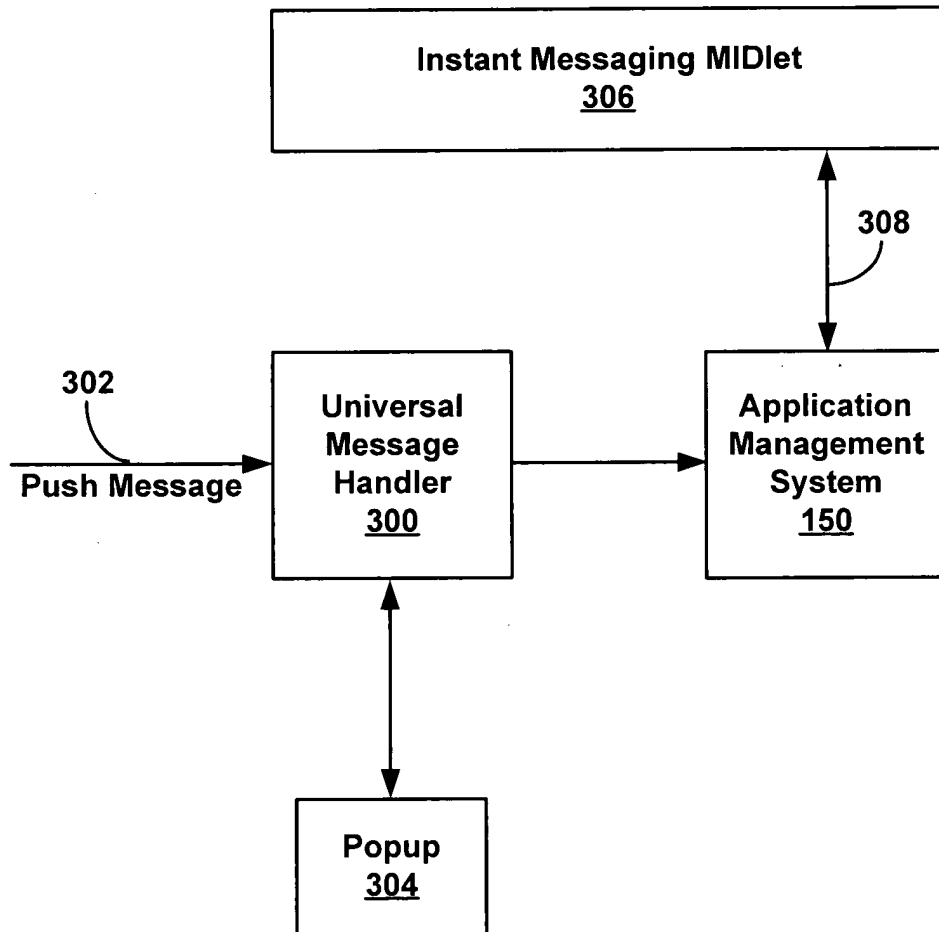 Instant Messaging MIDlet
306
308
302
Push Message
Universal
Message
Handler
300
Application
Management
System
150
Popup
304